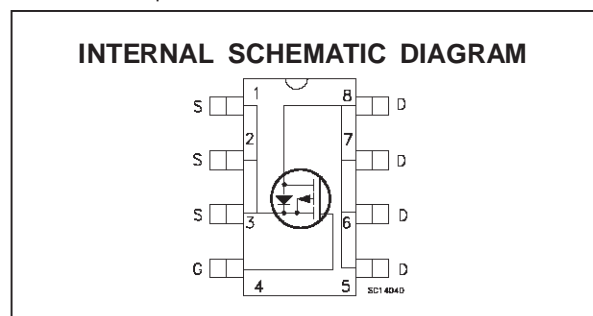 INTERNAL SCHEMATIC DIAGRAM
S 1 8 D
S 2 7 D
S 3 6 D
G 4 5 D
SC14040